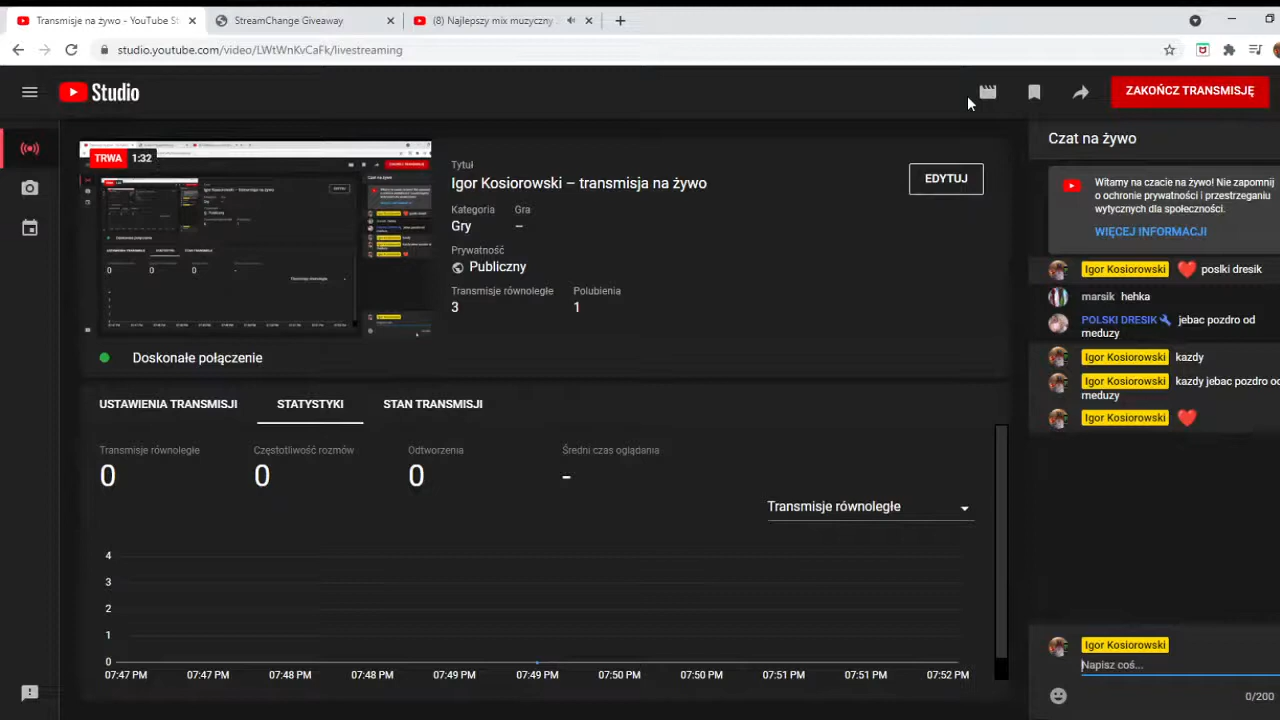 Transmisje na żywo - YouTube St
StreamChange Giveaway
(8) Najlepszy mix muzyczny
studio.youtube.com/video/LWtWnKvCaFk/livestreaming
Studio
ZAKOŃCZ TRANSMISJĘ
TRWA 1:32
Tytuł
Igor Kosiorowski – transmisja na żywo
EDYTUJ
Kategoria Gra
Gry –
Prywatność
Publiczny
Transmisje równoległe Polubienia
3 1
Doskonałe połączenie
USTAWIENIA TRANSMISJI STATYSTYKI STAN TRANSMISJI
Transmisje równoległe Częstotliwość rozmów Odtworzenia Średni czas oglądania
0 0 0 -
Transmisje równoległe
4
3
2
1
0
07:47 PM 07:47 PM 07:48 PM 07:48 PM 07:49 PM 07:49 PM 07:50 PM 07:50 PM 07:51 PM 07:51 PM 07:52 PM
Czat na żywo
Witamy na czacie na żywo! Nie zapomnij
o ochronie prywatności i przestrzeganiu
wytycznych dla społeczności.
WIĘCEJ INFORMACJI
Igor Kosiorowski ❤ poslki dresik
marsik hehka
POLSKI DRESIK jebac pozdro od
meduzy
Igor Kosiorowski kazdy
Igor Kosiorowski kazdy jebac pozdro od
meduzy
Igor Kosiorowski ❤
Igor Kosiorowski
Napisz coś...
0/200